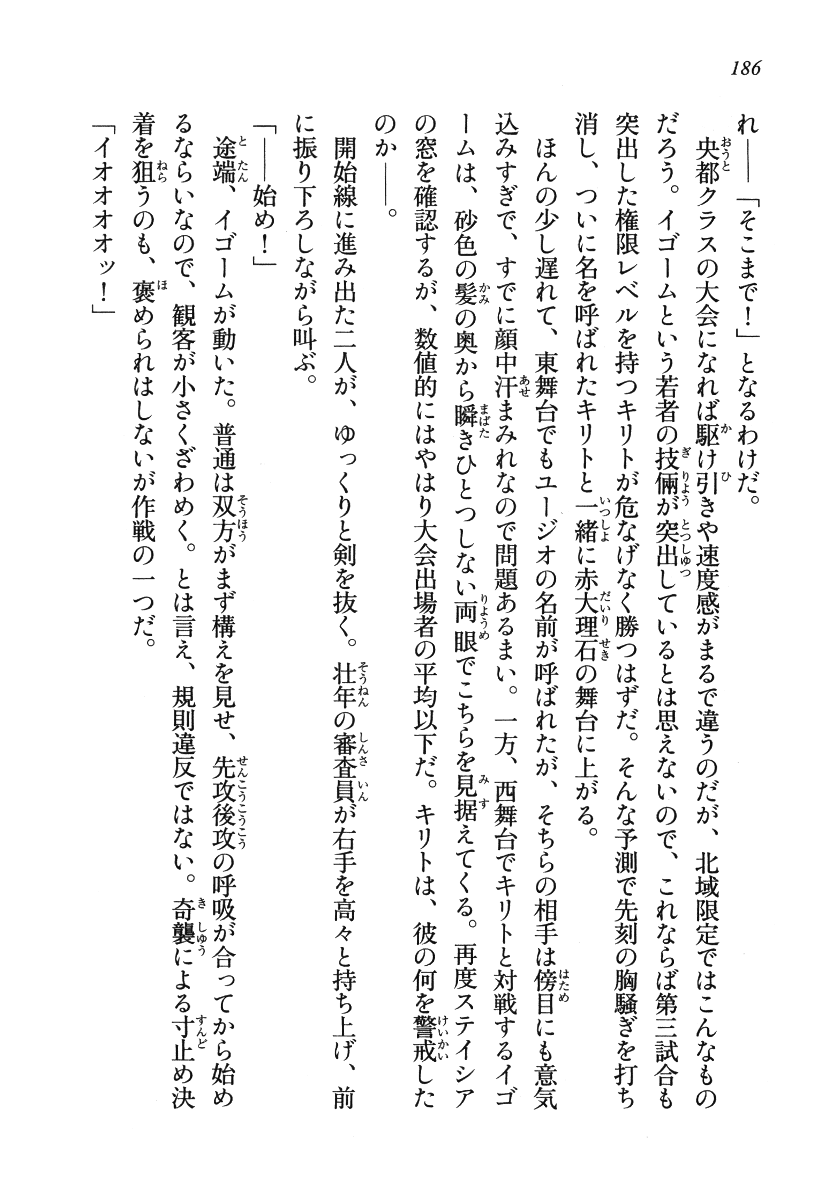 186
れ――「そこまで！」となるわけだ。
　央都クラスの大会になれば駆け引きや速度感がまるで違うのだが、北域限定ではこんなもの
だろう。イゴームという若者の技倆が突出しているとは思えないので、これならば第三試合も
突出した権限レベルを持つキリトが危なげなく勝つはずだ。そんな予測で先刻の胸騒ぎを打ち
消し、ついに名を呼ばれたキリトと一緒に赤大理石の舞台に上がる。
　ほんの少し遅れて、東舞台でもユージオの名前が呼ばれたが、そちらの相手は傍目にも意気
込みすぎで、すでに顔中汗まみれなので問題あるまい。一方、西舞台でキリトと対戦するイゴ
ームは、砂色の髪の奥から瞬きひとつしない両眼でこちらを見据えてくる。再度ステイシア
の窓を確認するが、数値的にはやはり大会出場者の平均以下だ。キリトは、彼の何を警戒した
のか――。
　開始線に進み出た二人が、ゆっくりと剣を抜く。壮年の審査員が右手を高々と持ち上げ、前
に振り下ろしながら叫ぶ。
「――始め！」
　途端、イゴームが動いた。普通は双方がまず構えを見せ、先攻後攻の呼吸が合ってから始め
るならいなので、観客が小さくざわめく。とは言え、規則違反ではない。奇襲による寸止め決
着を狙うのも、褒められはしないが作戦の一つだ。
「イオオオオッ！」